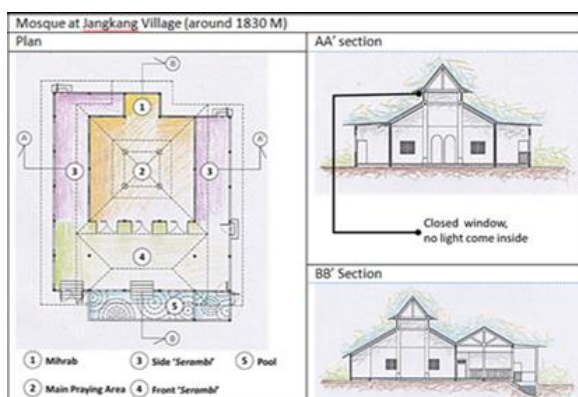 Mosque at Jangkang Village (around 1830 M)
Plan
AA' section
B
1
A
A'
3
2
3
4
5
B
Closed window,
no light come inside
BB' Section
1 Mihrab
3 Side 'Serambi'
5 Pool
2 Main Praying Area
4 Front 'Serambi'